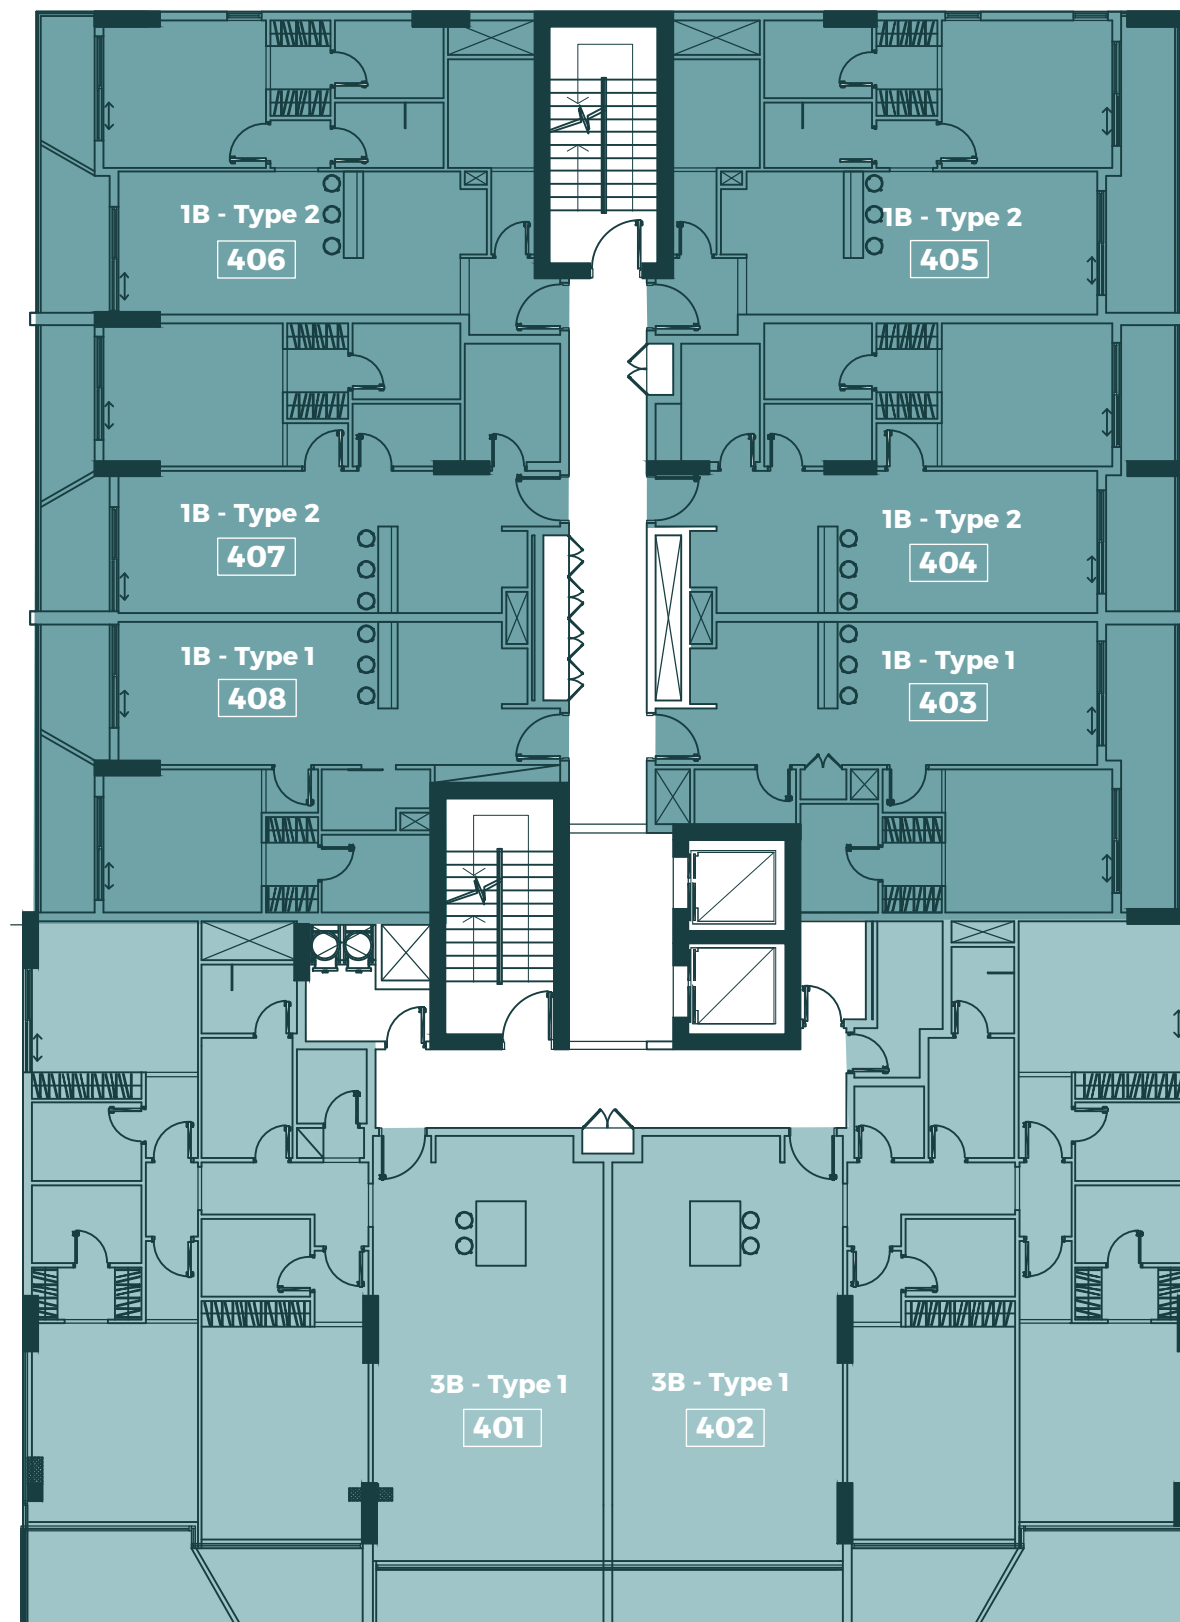 1B - Type 2
406
1B - Type 2
405
1B - Type 2
407
1B - Type 2
404
1B - Type 1
408
1B - Type 1
403
3B - Type 1
401
3B - Type 1
402